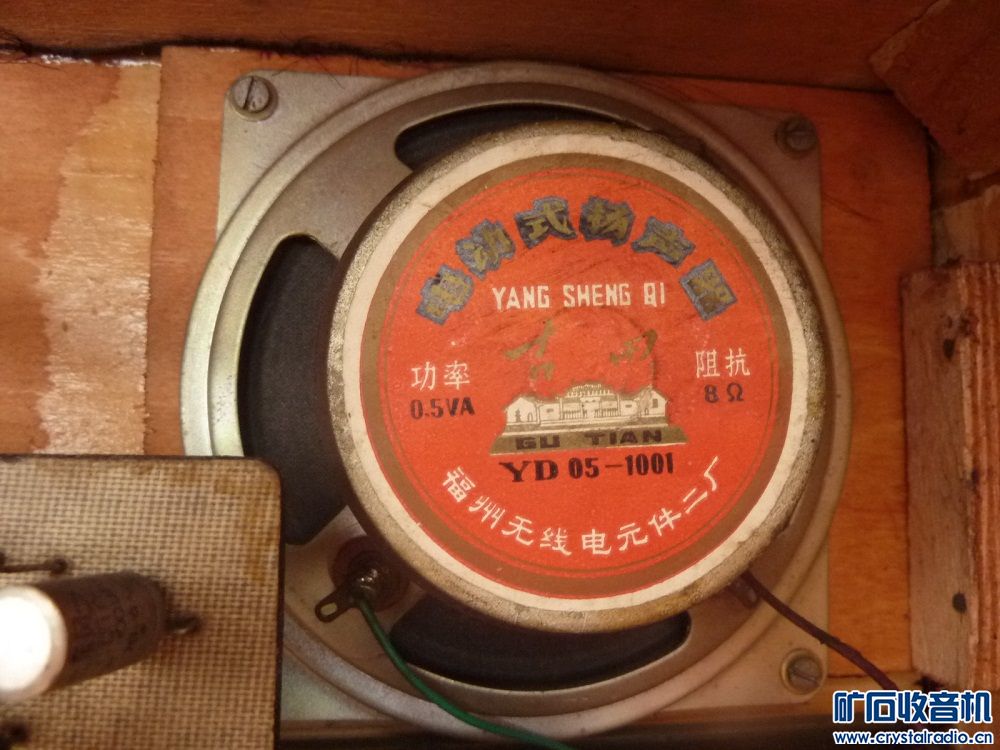 电动式扬声器
YANG SHENG QI
古田
功率
0.5VA
阻抗
8Ω
GU TIAN
YD 05-1001
福州无线电元件二厂
矿石收音机
www.crystalradio.cn